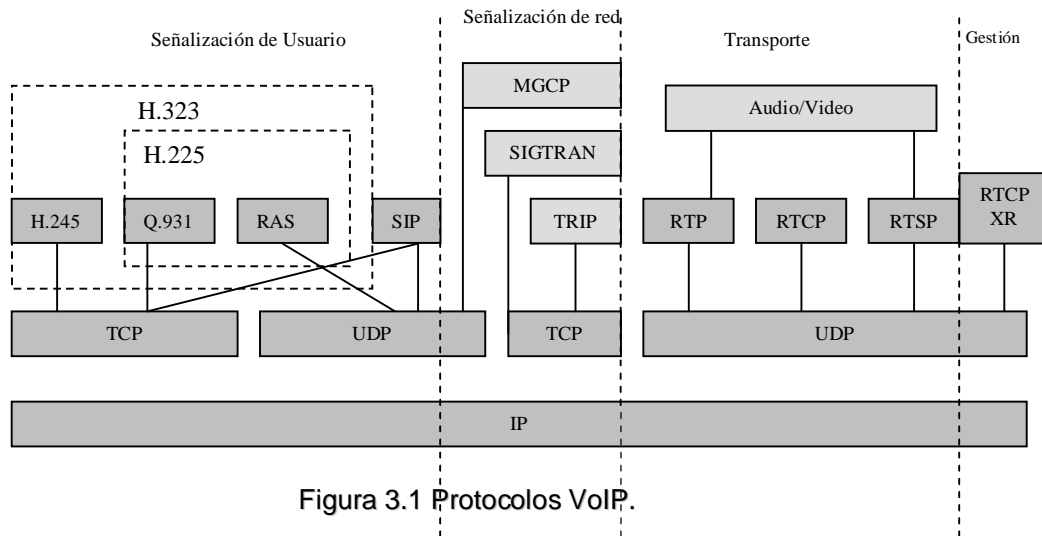 Señalización de red
Señalización de Usuario
Transporte
Gestión
MGCP
H.323
Audio/Video
H.225
SIGTRAN
H.245
Q.931
RAS
SIP
TRIP
RTP
RTCP
RTSP
RTCP
XR
TCP
UDP
TCP
UDP
IP
Figura 3.1 Protocolos VoIP.